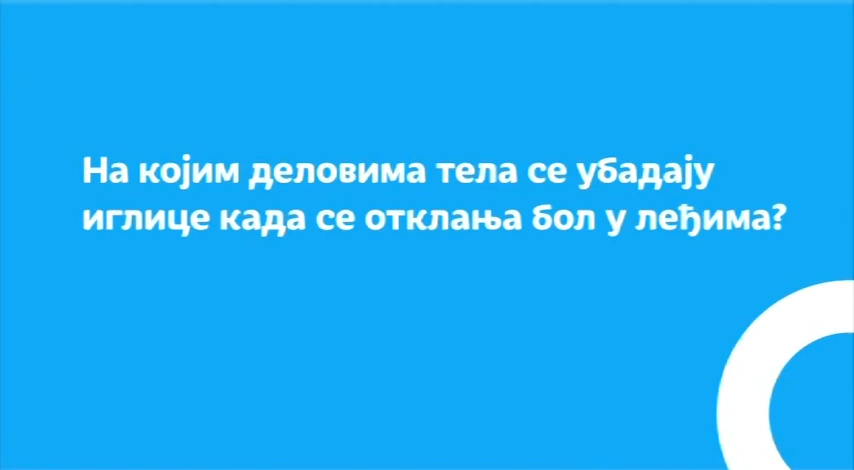 На којим деловима тела се убадају
иглице када се отклања бол у леђима?